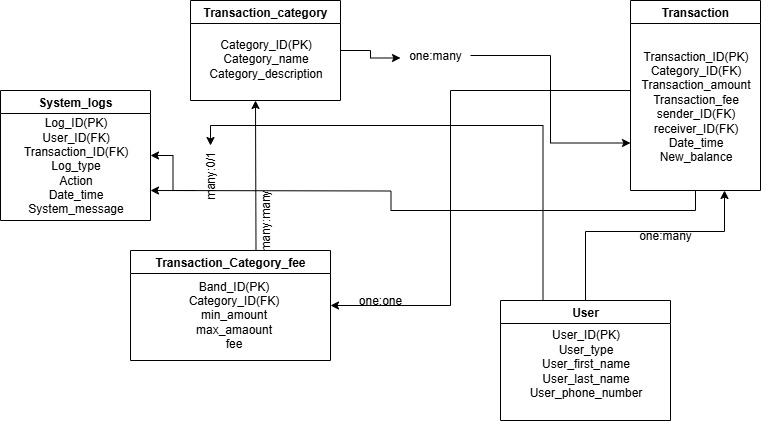 Transaction_category
Category_ID(PK)
Category_name
Category_description
Transaction
Transaction_ID(PK)
Category_ID(FK)
Transaction_amount
Transaction_fee
sender_ID(FK)
receiver_ID(FK)
Date_time
New_balance
one:many
System_logs
Log_ID(PK)
User_ID(FK)
Transaction_ID(FK)
Log_type
Action
Date_time
System_message
many:0/1
many:many
one:many
Transaction_Category_fee
Band_ID(PK)
Category_ID(FK)
min_amount
max_amaount
fee
one:one
User
User_ID(PK)
User_type
User_first_name
User_last_name
User_phone_number